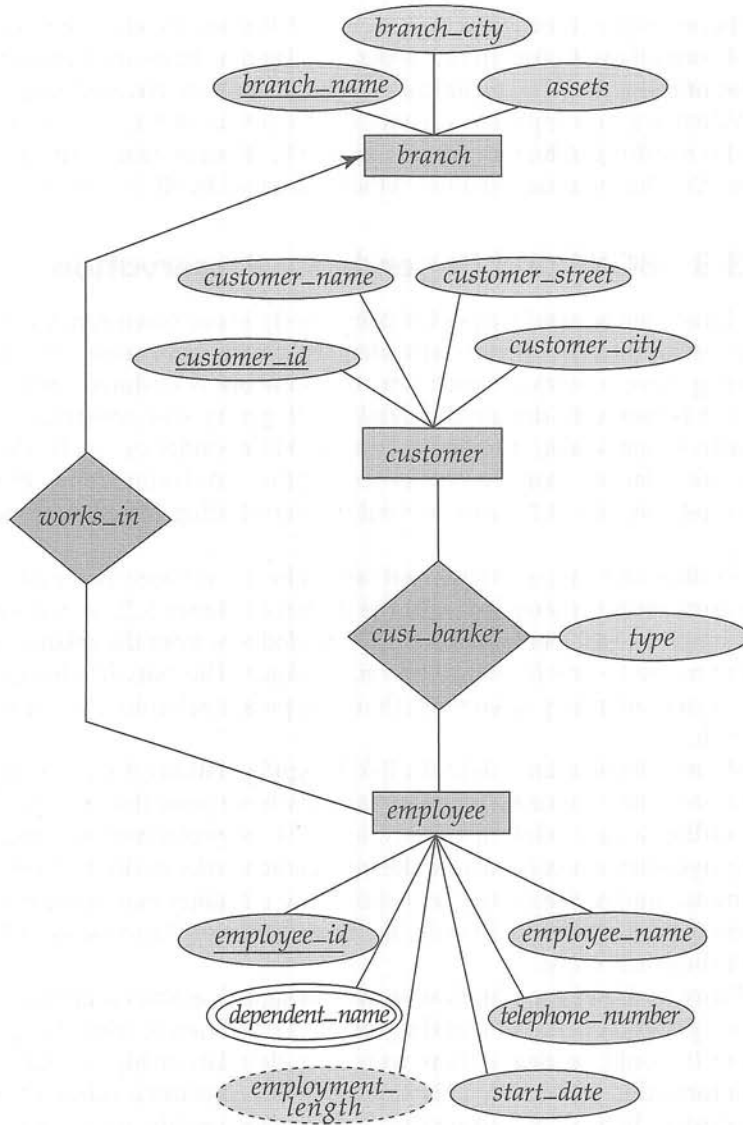 branch_city
branch_name
assets
branch
customer_name
customer_street
customer_id
customer_city
customer
works_in
cust_banker
type
employee
employee_id
employee_name
dependent_name
telephone_number
employment_
length
start_date